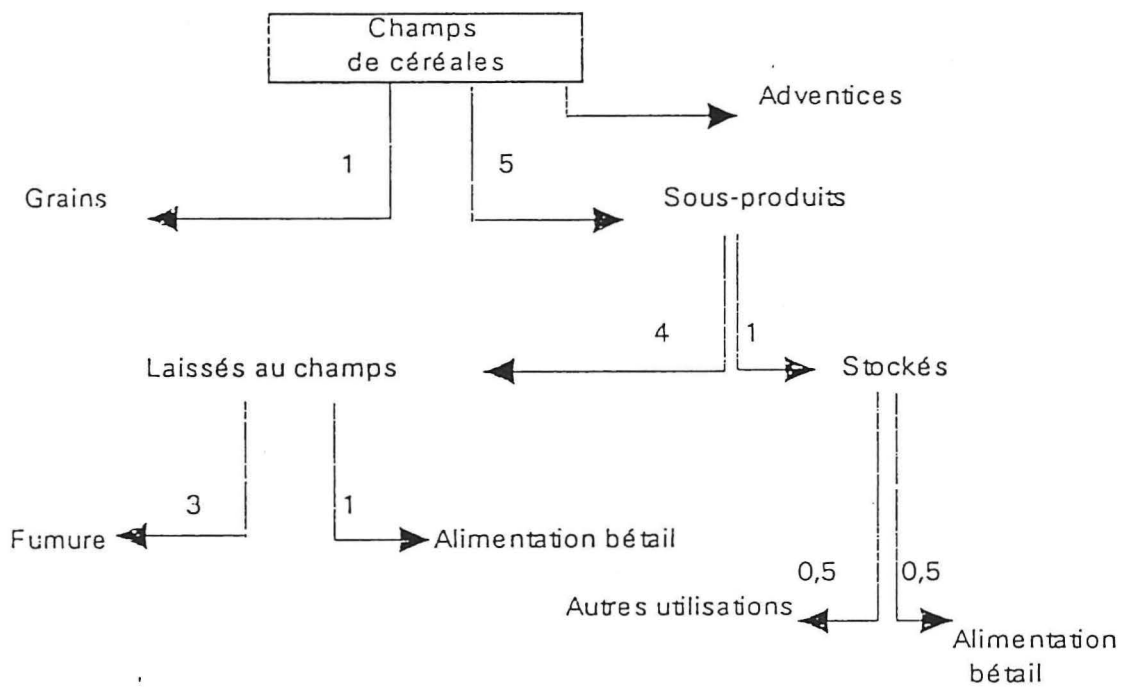 Champs
de céréales
Adventices
1
5
Grains
Sous-produits
4
1
Laissés au champs
Stockés
3
1
Fumure
Alimentation bétail
0,5
0,5
Autres utilisations
Alimentation
bétail